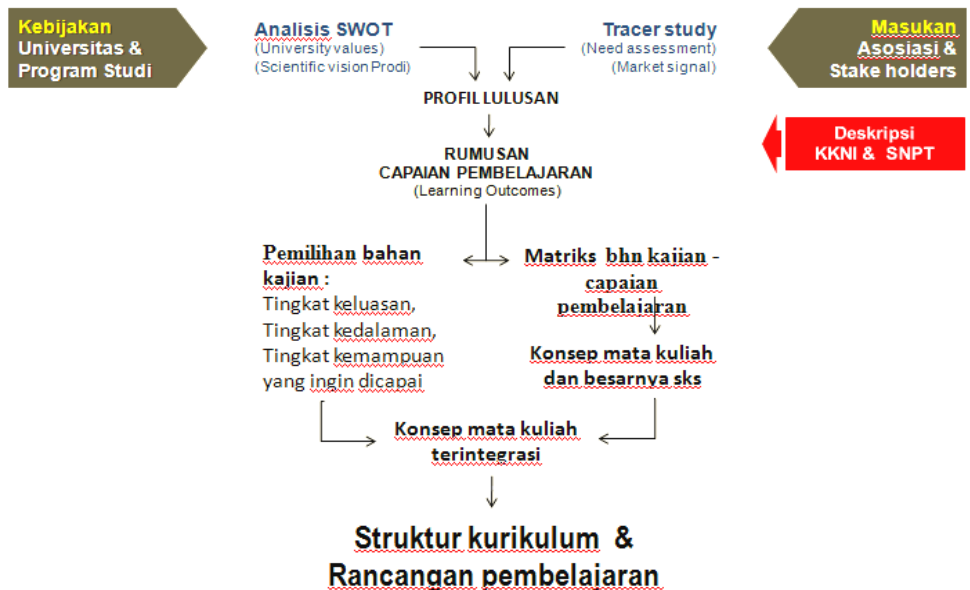 Kebijakan
Universitas &
Program Studi
Analisis SWOT
(University values)
(Scientific vision Prodi)
Tracer study
(Need assessment)
(Market signal)
Masukan
Asosiasi &
Stake holders
PROFIL LULUSAN
Deskripsi
KKNI & SNPT
RUMUSAN
CAPAIAN PEMBELAJARAN
(Learning Outcomes)
Pemilihan bahan
kajian :
Tingkat keluasan,
Tingkat kedalaman,
Tingkat kemampuan
yang ingin dicapai
Matriks bhn kajian -
capaian
pembelajaran
Konsep mata kuliah
dan besarnya sks
Konsep mata kuliah
terintegrasi
Struktur kurikulum &
Rancangan pembelajaran